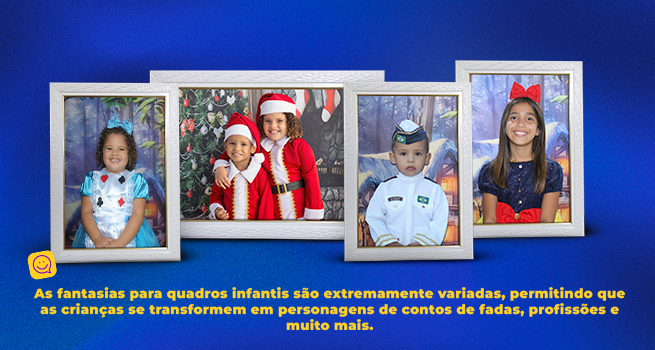 As fantasias para quadros infantis são extremamente variadas, permitindo que
as crianças se transformem em personagens de contos de fadas, profissões e
muito mais.